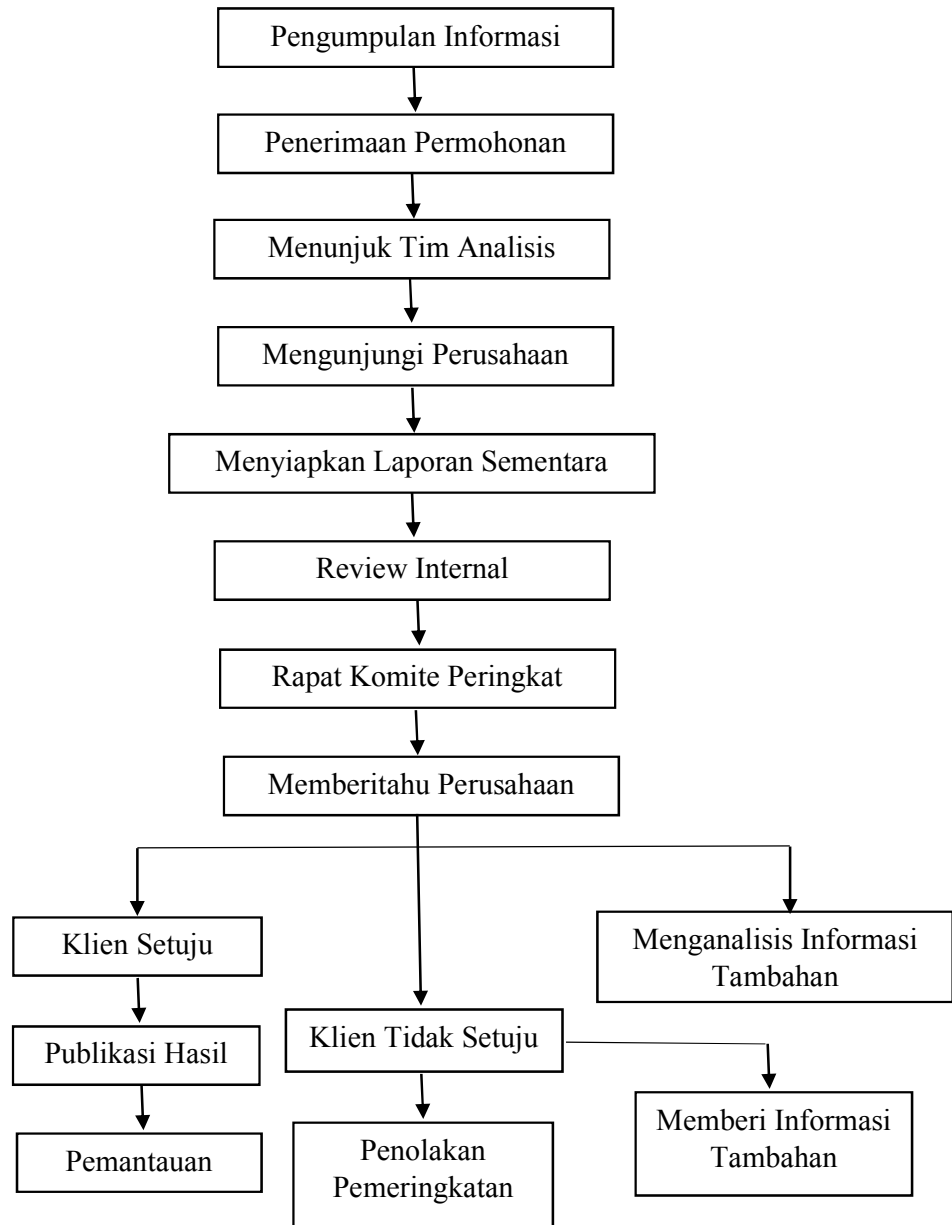 Pengumpulan Informasi
Penerimaan Permohonan
Menunjuk Tim Analisis
Mengunjungi Perusahaan
Menyiapkan Laporan Sementara
Review Internal
Rapat Komite Peringkat
Memberitahu Perusahaan
Klien Setuju
Menganalisis Informasi
Tambahan
Publikasi Hasil
Klien Tidak Setuju
Pemantauan
Penolakan
Pemeringkatan
Memberi Informasi
Tambahan